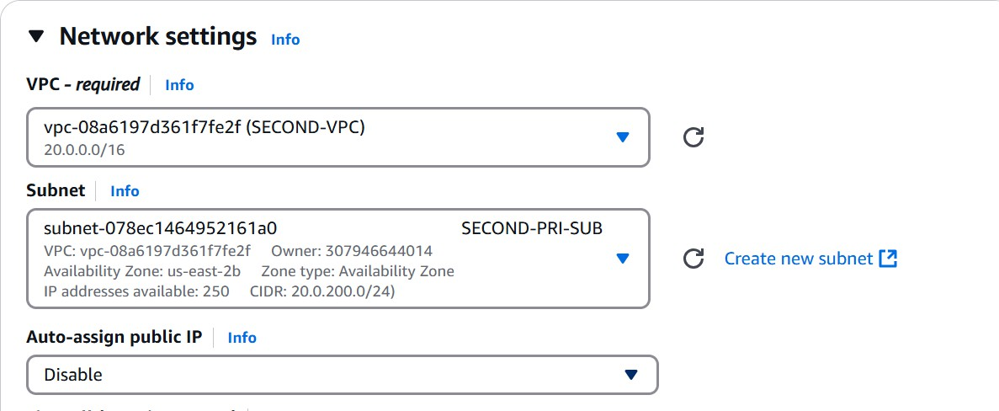 Network settings Info
VPC – required Info
vpc-08a6197d361f7fe2f (SECOND-VPC)
20.0.0.0/16
Subnet Info
subnet-078ec1464952161a0 SECOND-PRI-SUB
VPC: vpc-08a6197d361f7fe2f Owner: 307946644014
Availability Zone: us-east-2b Zone type: Availability Zone
IP addresses available: 250 CIDR: 20.0.200.0/24)
Create new subnet
Auto-assign public IP Info
Disable